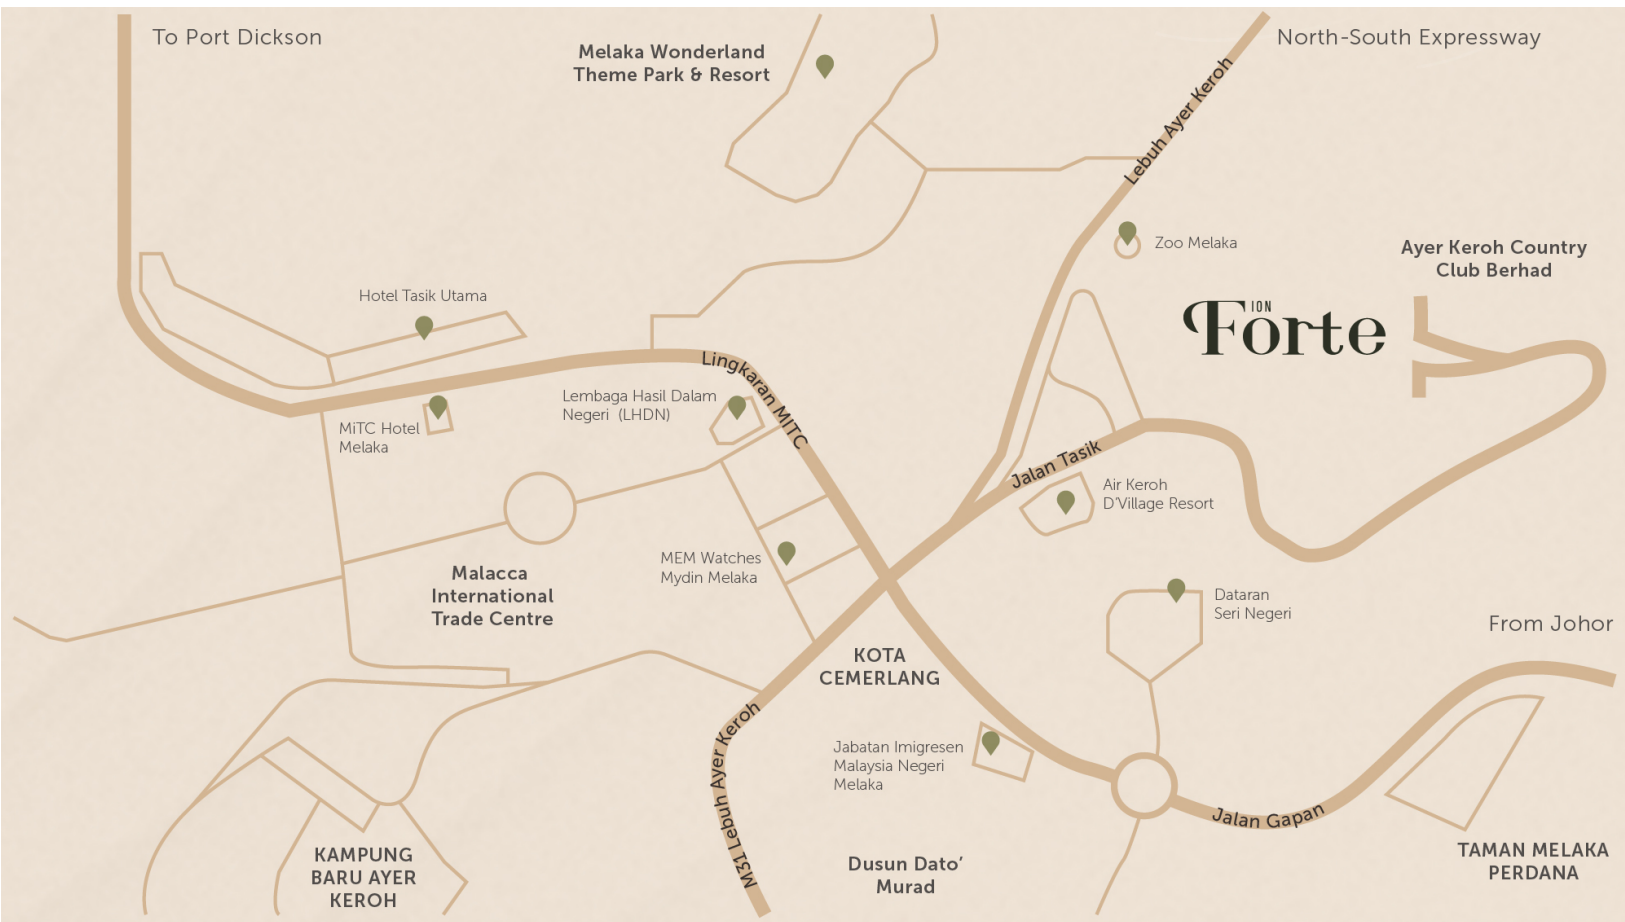 To Port Dickson
Melaka Wonderland
Theme Park & Resort
North-South Expressway
Lebuh Ayer Keroh
Zoo Melaka
Ayer Keroh Country
Club Berhad
ION
Forte
Hotel Tasik Utama
Lingkaran MITC
Lembaga Hasil Dalam
Negeri (LHDN)
MiTC Hotel
Melaka
Jalan Tasik
Air Keroh
D'Village Resort
MEM Watches
Mydin Melaka
Malacca
International
Trade Centre
Dataran
Seri Negeri
From Johor
KOTA
CEMERLANG
M31 Lebuh Ayer Keroh
Jabatan Imigresen
Malaysia Negeri
Melaka
Jalan Gapan
KAMPUNG
BARU AYER
KEROH
Dusun Dato’
Murad
TAMAN MELAKA
PERDANA